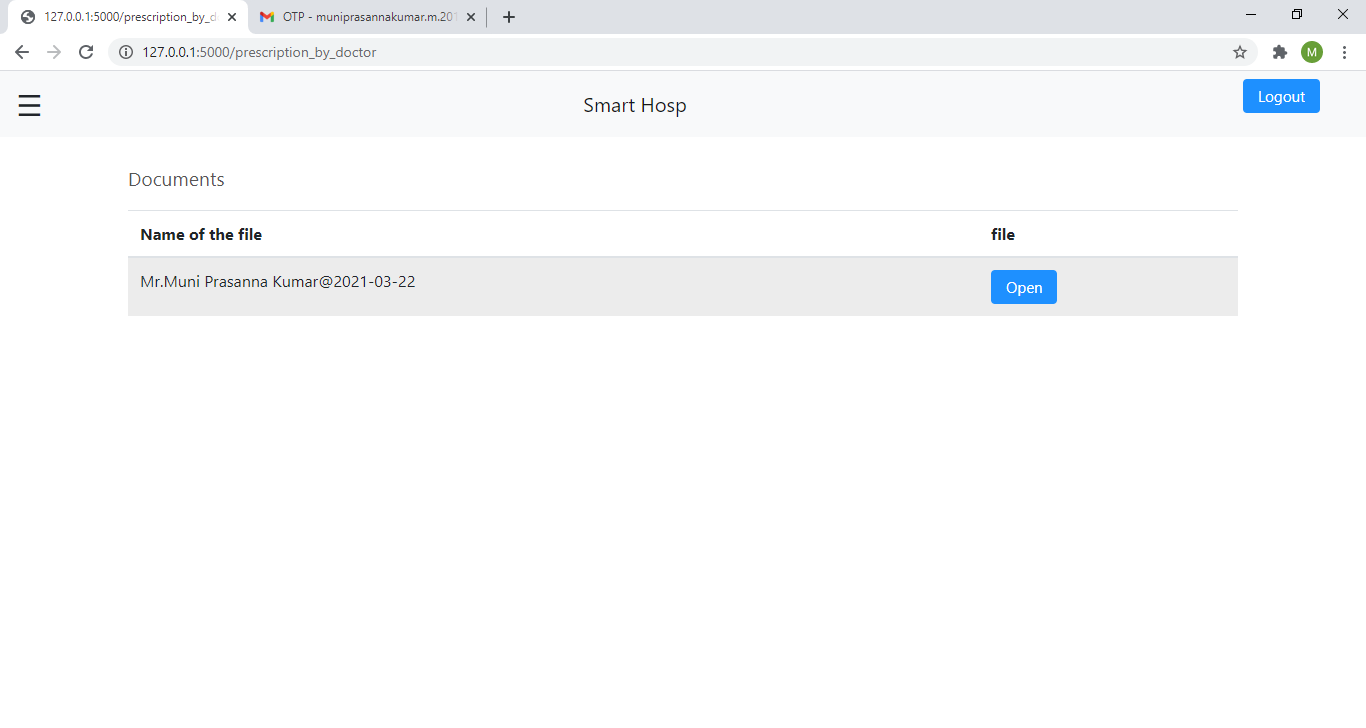 127.0.0.1:5000/prescription_by_d
OTP - muniprasannakumar.m.201
127.0.0.1:5000/prescription_by_doctor
M
Smart Hosp
Logout
Documents
Name of the file file
Mr.Muni Prasanna Kumar@2021-03-22 Open